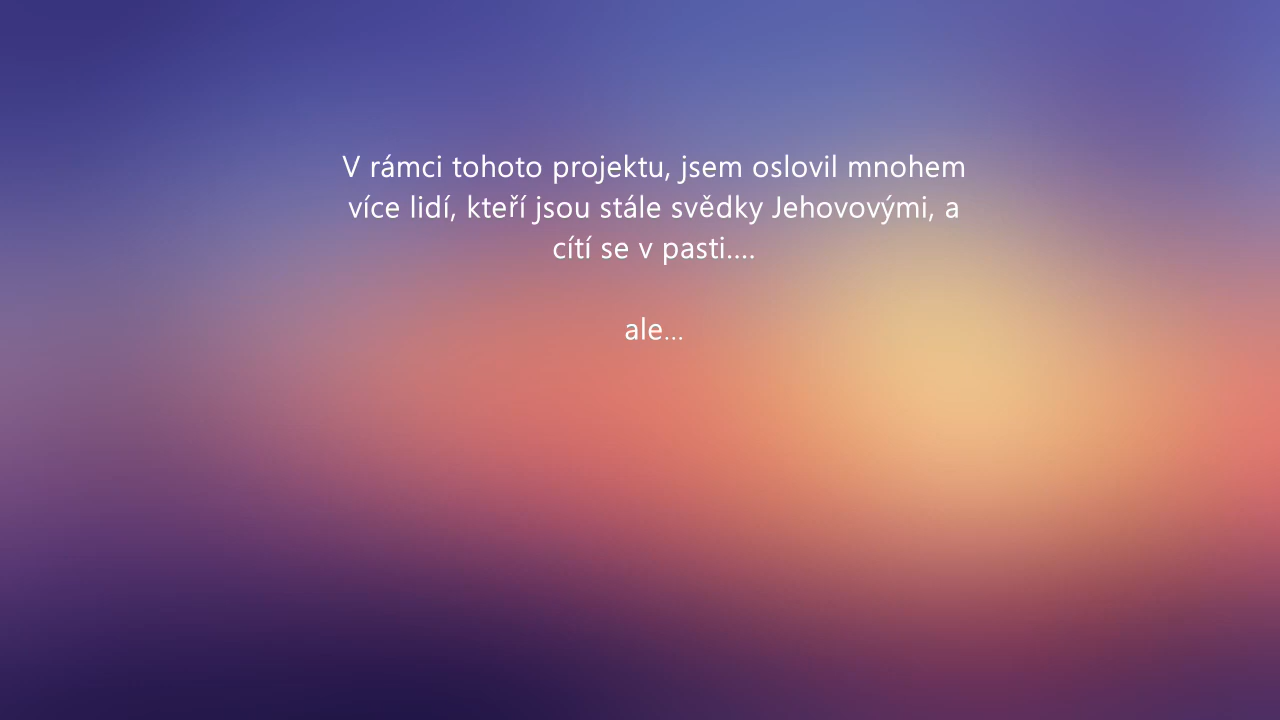 V rámci tohoto projektu, jsem oslovil mnohem
více lidí, kteří jsou stále svědky Jehovovými, a
cítí se v pasti....
ale...